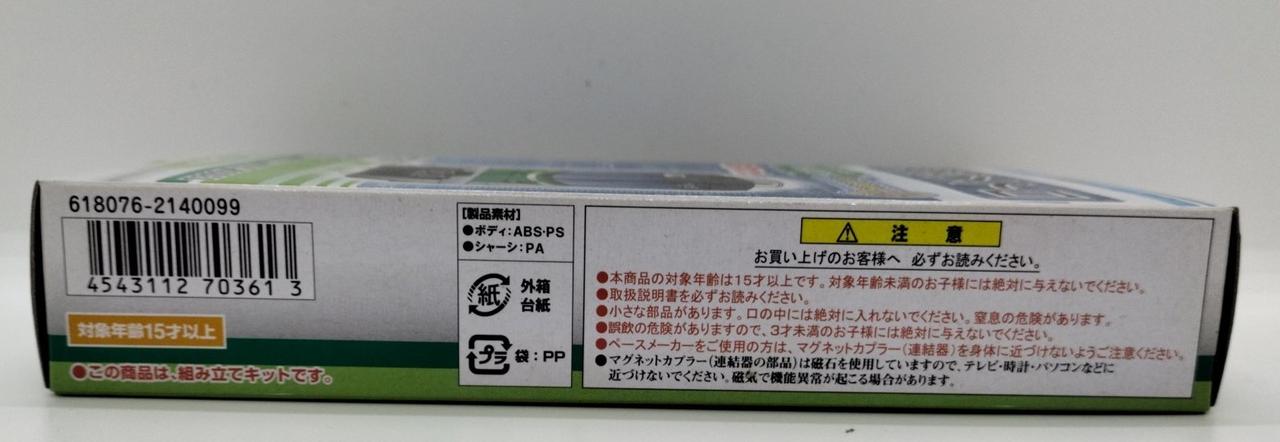 618076-2140099
4543112 70361 3
対象年齢15才以上
●この商品は、組み立てキットです。
【製品素材】
●ボディ:ABS・PS
●シャーシ:PA
紙 外箱
台紙
プラ 袋:PP
注 意
お買い上げのお客様へ 必ずお読みください。
●本商品の対象年齢は15才以上です。対象年齢未満のお子様には絶対に与えないでください。
●取扱説明書を必ずお読みください。
●小さな部品があります。口の中には絶対に入れないでください。窒息の危険があります。
●誤飲の危険がありますので、3才未満のお子様には絶対に与えないでください。
●ペースメーカーをご使用の方は、マグネットカプラー(連結器)を身体に近づけないようご注意ください。
●マグネットカプラー(連結器の部品)は磁石を使用していますので、テレビ・時計・パソコンなどに
近づけないでください。磁気で機能異常が起こる場合があります。